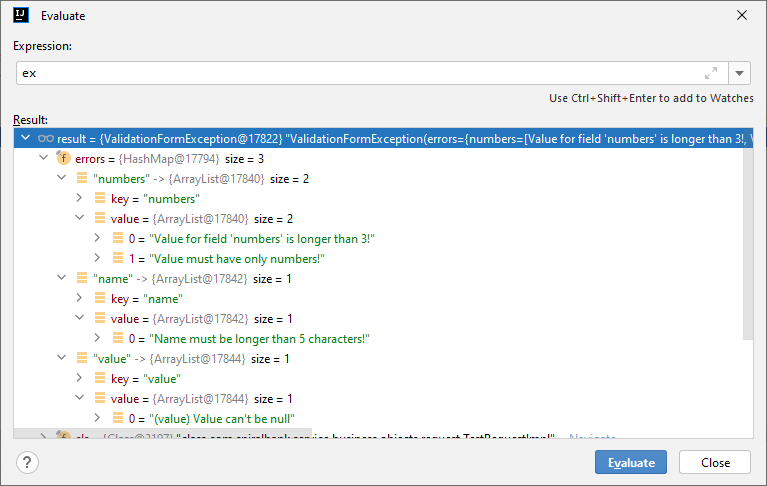 Evaluate
Expression:
ex
Use Ctrl+Shift+Enter to add to Watches
Result:
result = {ValidationFormException@17822} "ValidationFormException(errors={numbers=[Value for field 'numbers' is longer than 3!,
errors = {HashMap@17794} size = 3
"numbers" -> {ArrayList@17840} size = 2
key = "numbers"
value = {ArrayList@17840} size = 2
0 = "Value for field 'numbers' is longer than 3!"
1 = "Value must have only numbers!"
"name" -> {ArrayList@17842} size = 1
key = "name"
value = {ArrayList@17842} size = 1
0 = "Name must be longer than 5 characters!"
"value" -> {ArrayList@17844} size = 1
key = "value"
value = {ArrayList@17844} size = 1
0 = "(value) Value can't be null"
?
Evaluate
Close